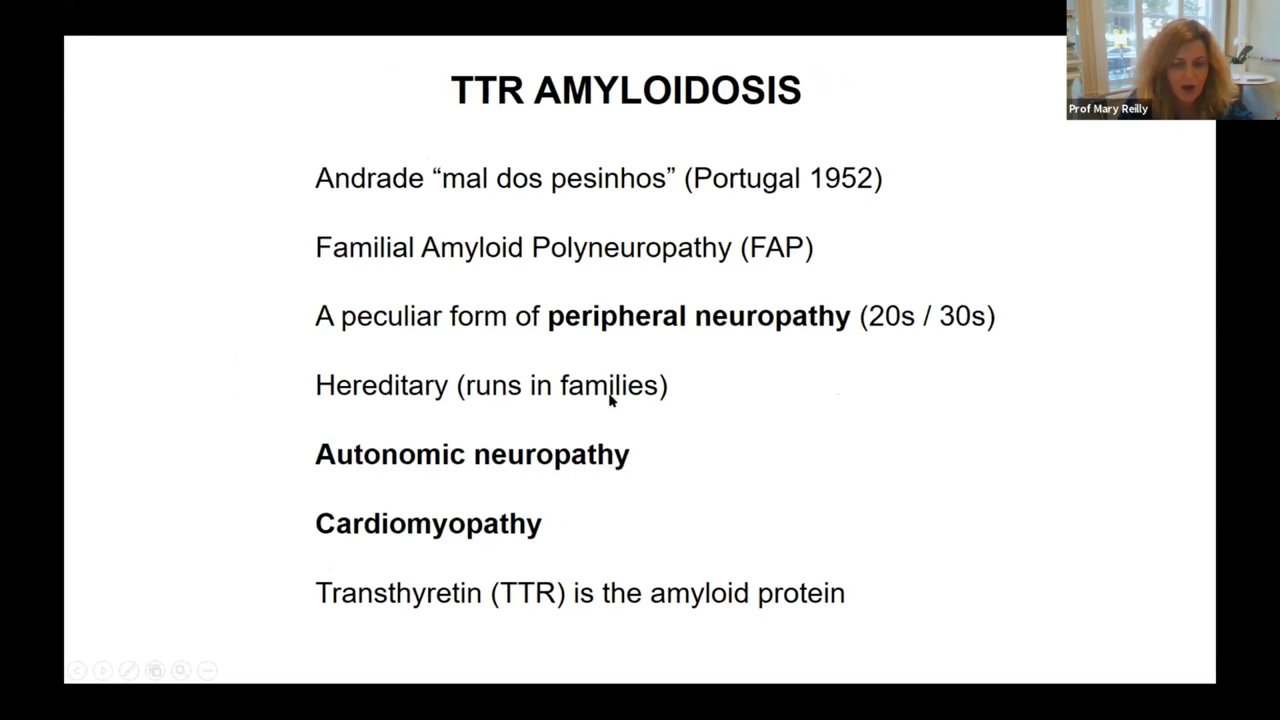 TTR AMYLOIDOSIS
Prof Mary Reilly
Andrade “mal dos pesinhos” (Portugal 1952)
Familial Amyloid Polyneuropathy (FAP)
A peculiar form of peripheral neuropathy (20s / 30s)
Hereditary (runs in families)
Autonomic neuropathy
Cardiomyopathy
Transthyretin (TTR) is the amyloid protein